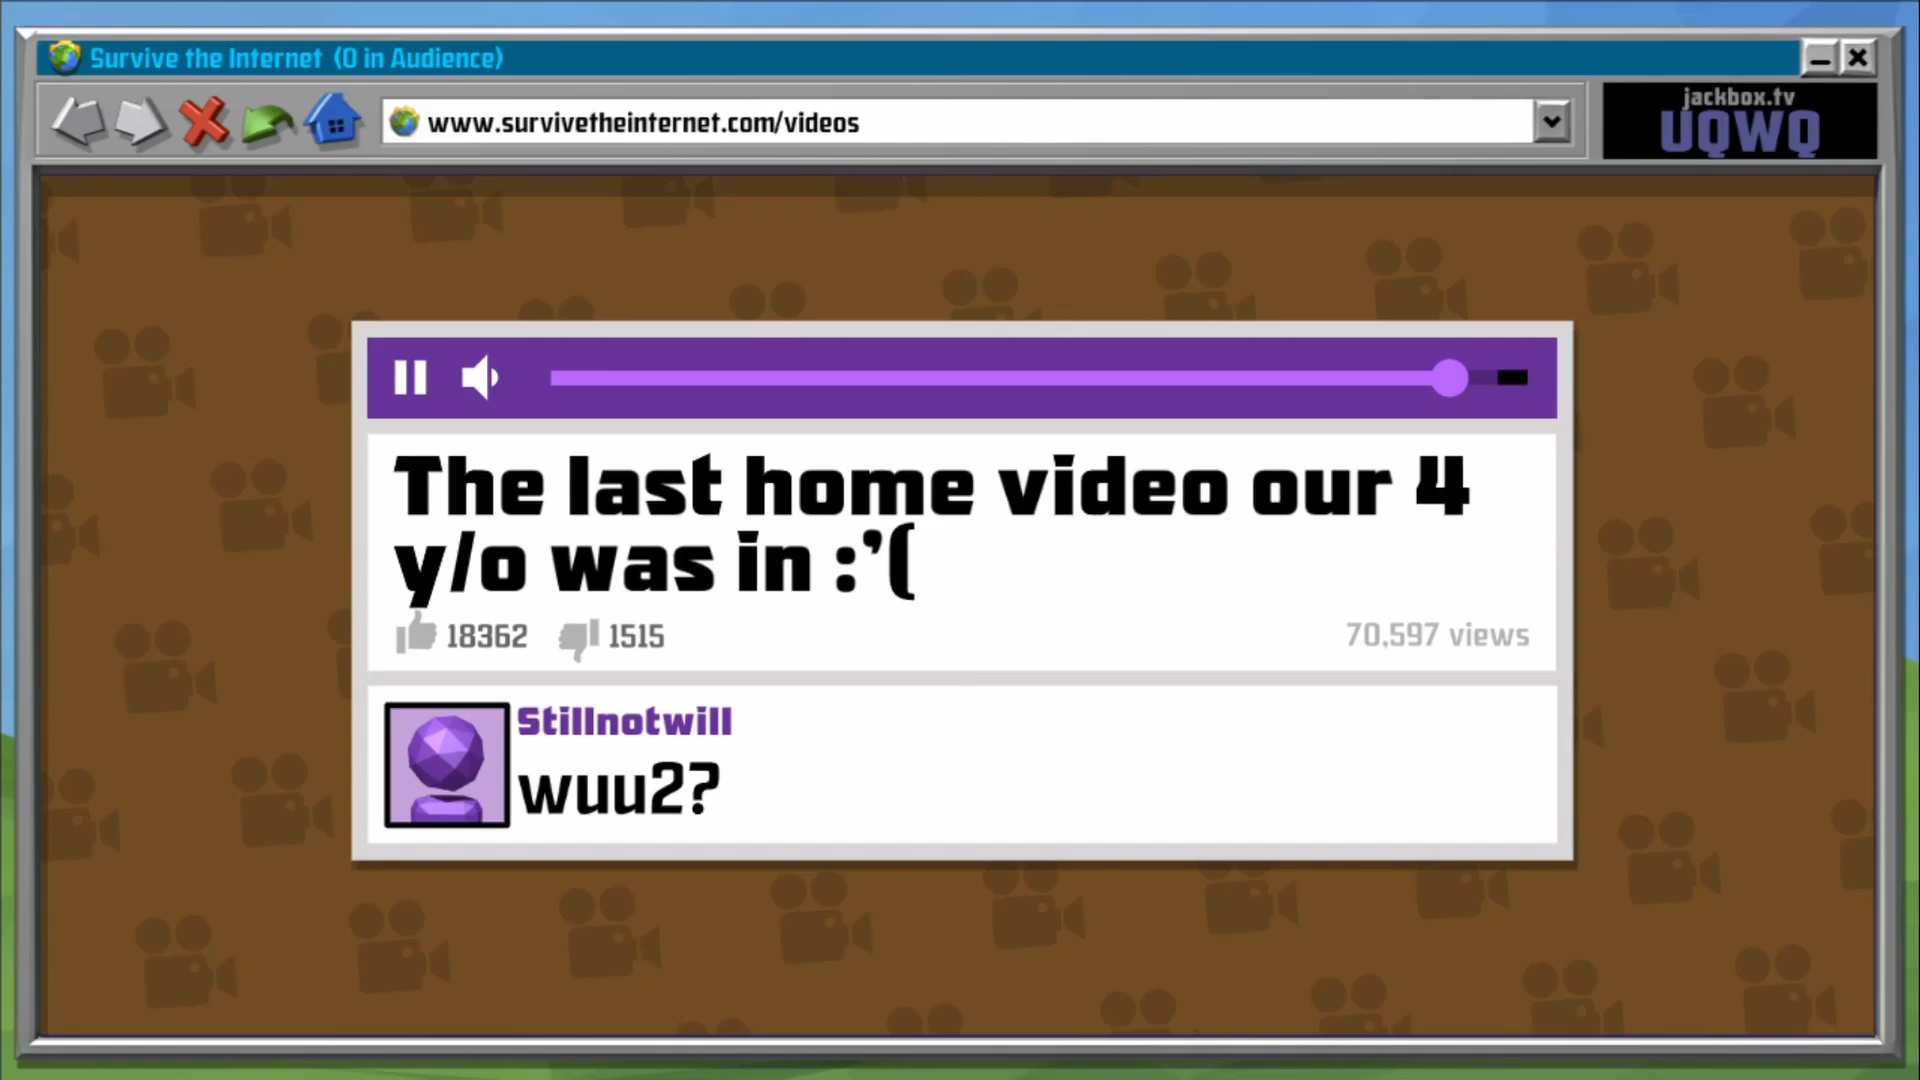 Survive the Internet (0 in Audience)
www.survivetheinternet.com/videos
jackbox.tv
UQWQ
The last home video our 4
y/o was in :'(
18362 1515 70,597 views
Stillnotwill
wuu2?